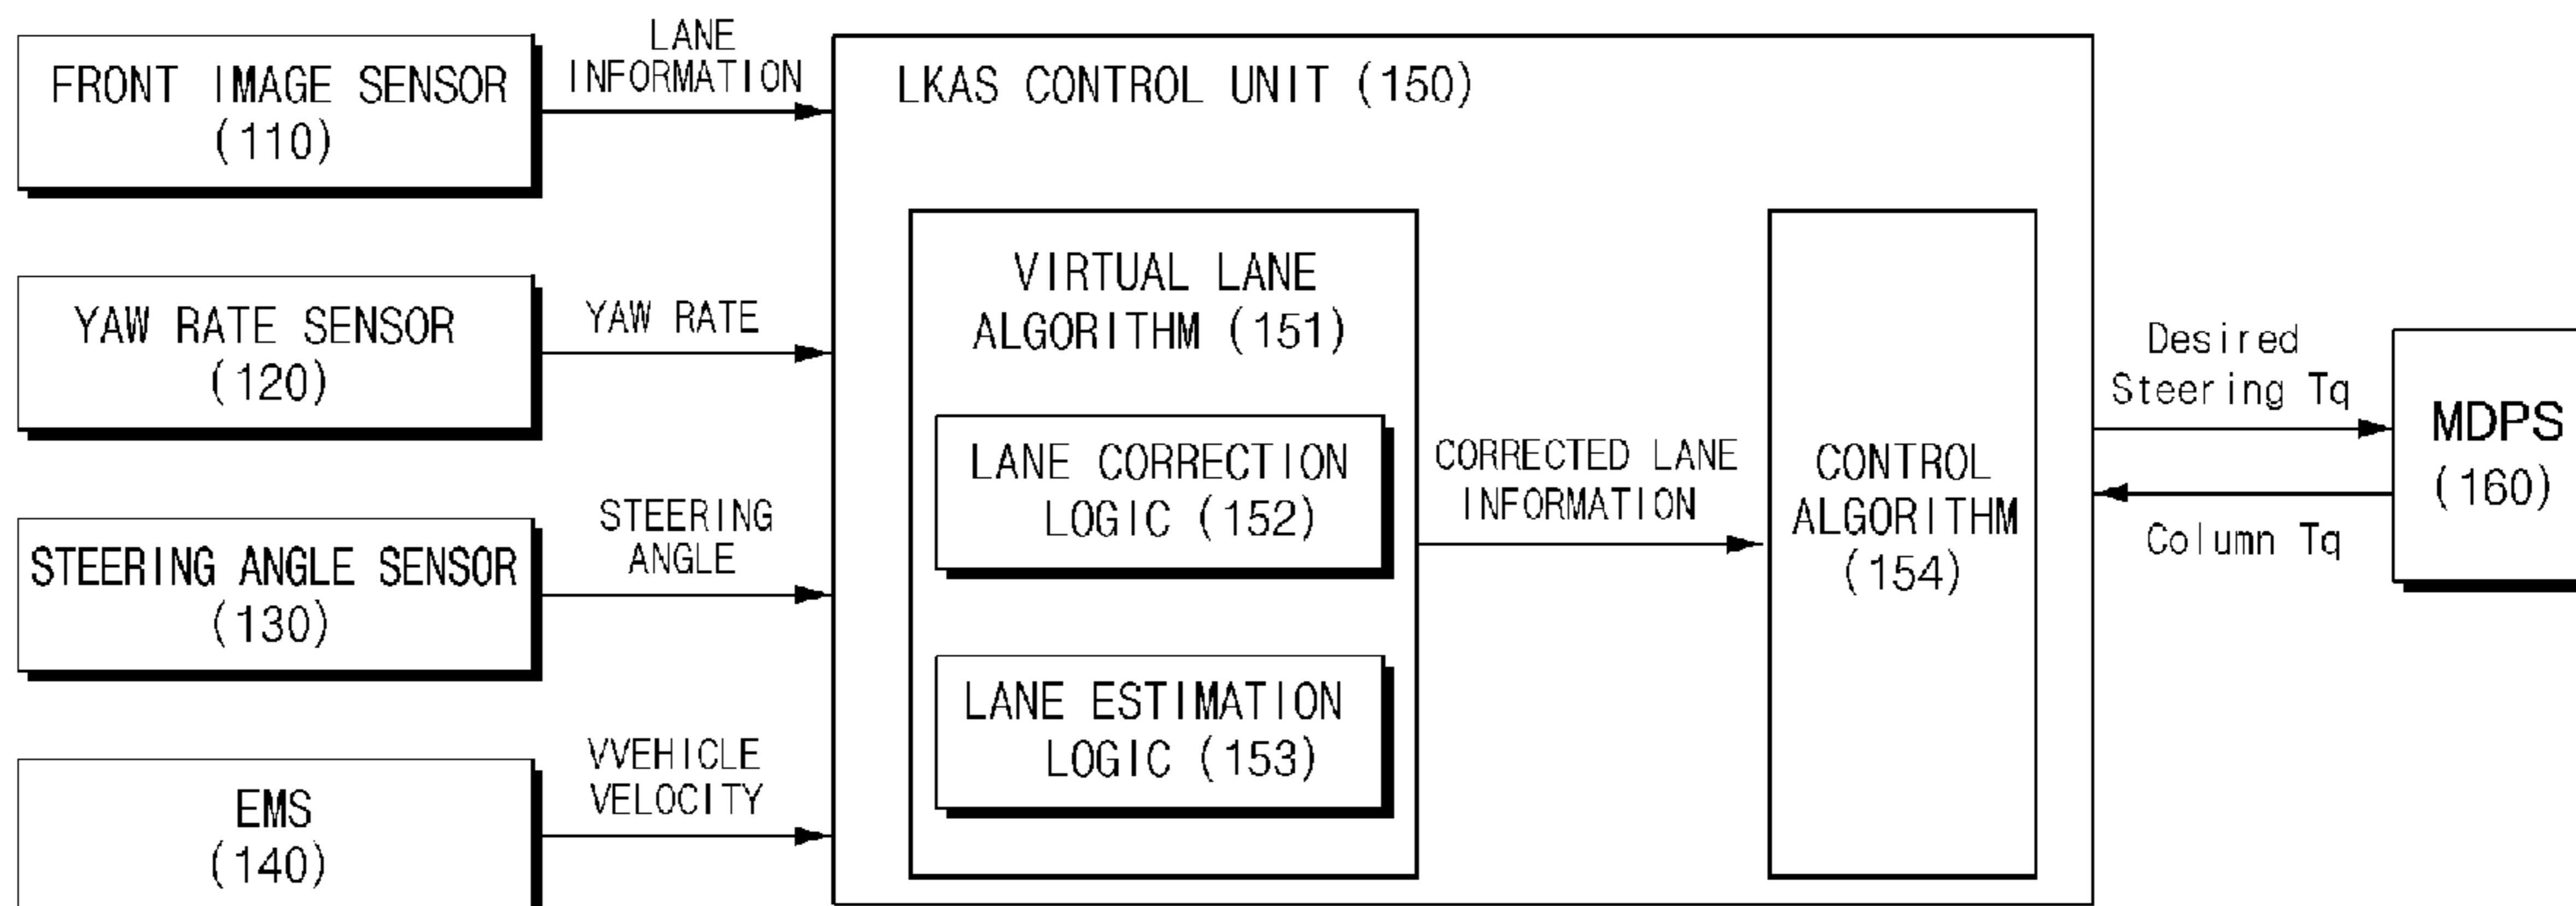 FRONT IMAGE SENSOR
(110)
LANE
INFORMATION
YAW RATE SENSOR
(120)
YAW RATE
STEERING ANGLE SENSOR
(130)
STEERING
ANGLE
EMS
(140)
VVEHICLE
VELOCITY
LKAS CONTROL UNIT (150)
VIRTUAL LANE
ALGORITHM (151)
LANE CORRECTION
LOGIC (152)
LANE ESTIMATION
LOGIC (153)
CORRECTED LANE
INFORMATION
CONTROL
ALGORITHM
(154)
Desired
Steering Tq
Column Tq
MDPS
(160)